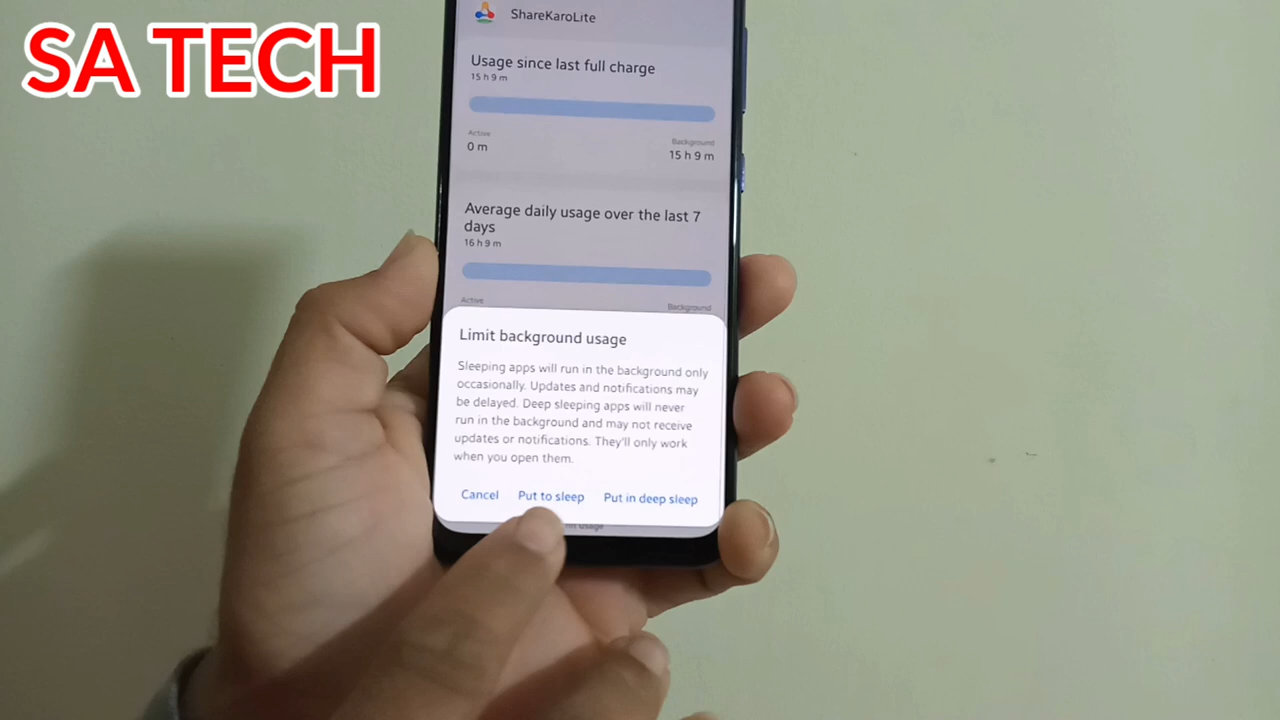 SA TECH
ShareKaroLite
Usage since last full charge
15 h 9 m
Active
Background
0 m
15 h 9 m
Average daily usage over the last 7
days
16 h 9 m
Active
Background
Limit background usage
Sleeping apps will run in the background only
occasionally. Updates and notifications may
be delayed. Deep sleeping apps will never
run in the background and may not receive
updates or notifications. They'll only work
when you open them.
Cancel Put to sleep Put in deep sleep
usage